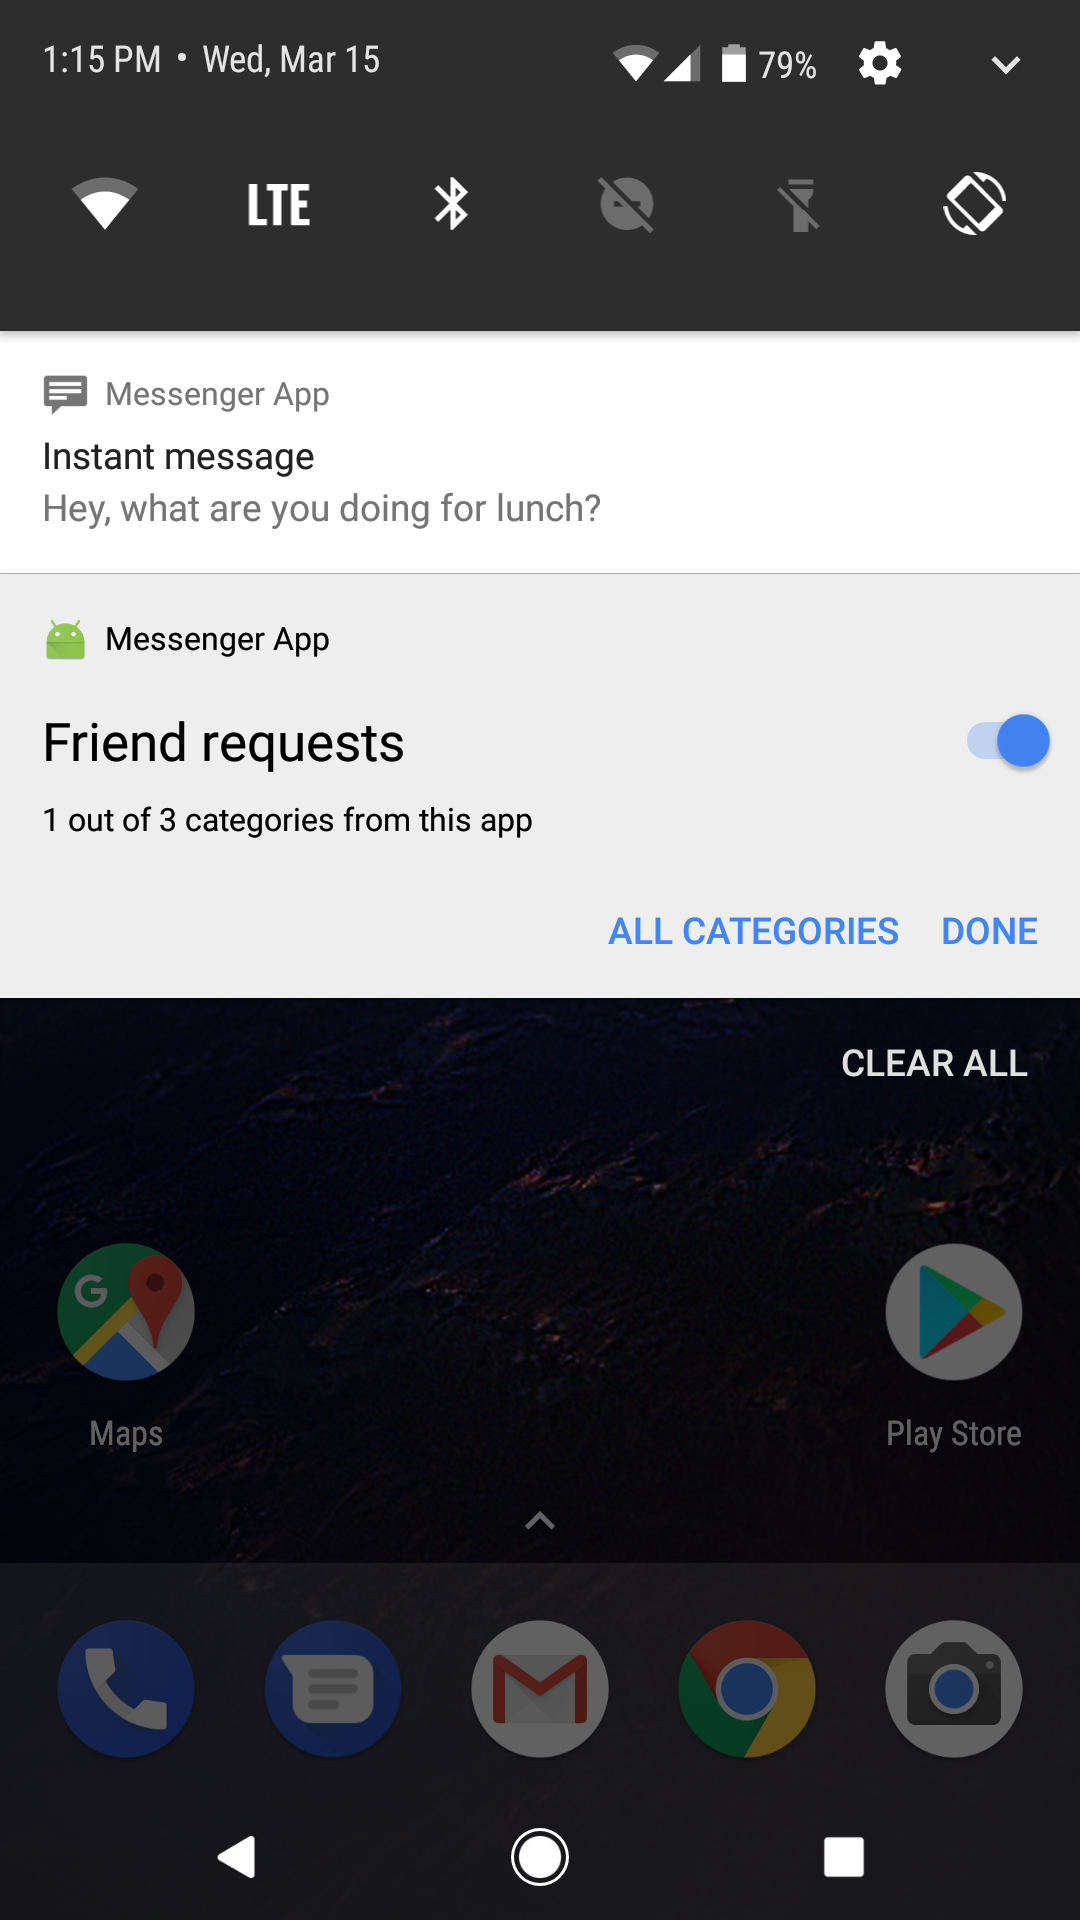 1:15 PM • Wed, Mar 15
79%
LTE
Messenger App
Instant message
Hey, what are you doing for lunch?
Messenger App
Friend requests
1 out of 3 categories from this app
ALL CATEGORIES DONE
CLEAR ALL
G
Maps Play Store